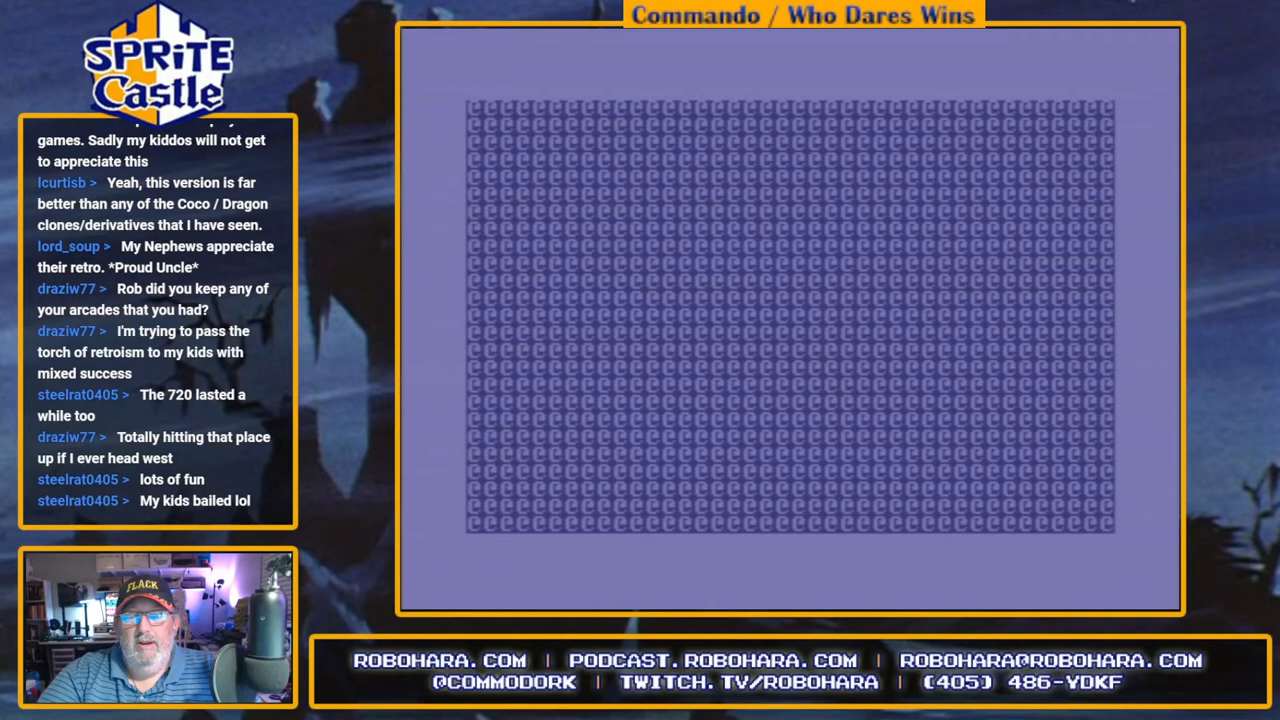 Commando / Who Dares Wins
SPRiTE
Castle
games. Sadly my kiddos will not get
to appreciate this
lcurtisb > Yeah, this version is far
better than any of the Coco / Dragon
clones/derivatives that I have seen.
lord_soup > My Nephews appreciate
their retro. *Proud Uncle*
draziw77 > Rob did you keep any of
your arcades that you had?
draziw77 > I'm trying to pass the
torch of retroism to my kids with
mixed success
steelrat0405 > The 720 lasted a
while too
draziw77 > Totally hitting that place
up if I ever head west
steelrat0405 > lots of fun
steelrat0405 > My kids bailed lol
FLACK
ROBOHARA.COM | PODCAST.ROBOHARA.COM | ROBOHARA@ROBOHARA.COM
@COMMODORK | TWITCH.TV/ROBOHARA | (405) 486-YDKF